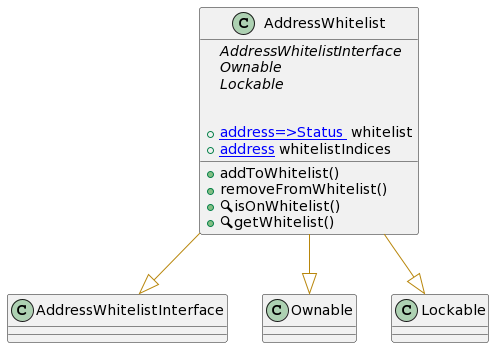 C AddressWhitelist
AddressWhitelistInterface
Ownable
Lockable
address=>Status whitelist
address whitelistIndices
addToWhitelist()
removeFromWhitelist()
🔍isOnWhitelist()
🔍getWhitelist()
C AddressWhitelistInterface
C Ownable
C Lockable